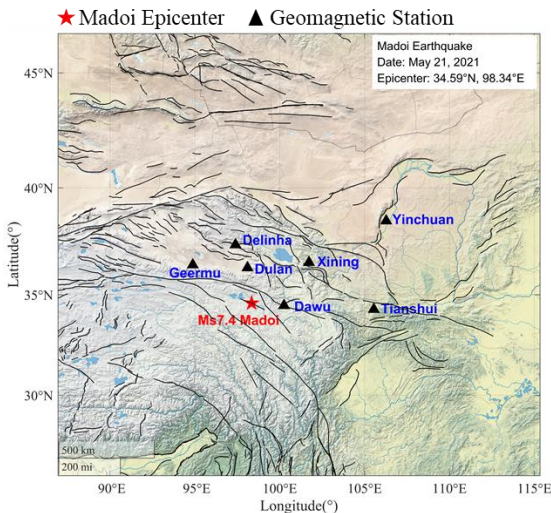 ★ Madoi Epicenter ▲ Geomagnetic Station
Madoi Earthquake
Date: May 21, 2021
Epicenter: 34.59°N, 98.34°E
45°N
40°N
35°N
30°N
Latitude(°)
Yinchuan
Delinha
Xining
Geermu
Dulan
Dawu
Tianshui
Ms7.4 Madoi
500 km
200 mi
90°E 95°E 100°E 105°E 110°E 115°E
Longitude(°)